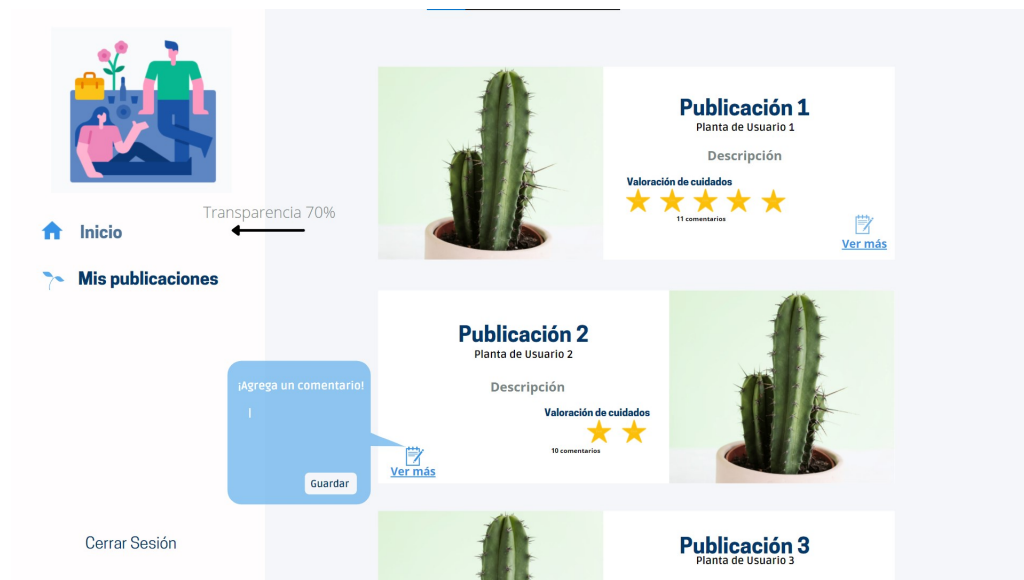 Transparencia 70%
Inicio
Mis publicaciones
Cerrar Sesión
Publicación 1
Planta de Usuario 1
Descripción
Valoración de cuidados
11 comentarios
Ver más
Publicación 2
Planta de Usuario 2
Descripción
Valoración de cuidados
10 comentarios
Ver más
¡Agrega un comentario!
Guardar
Publicación 3
Planta de Usuario 3